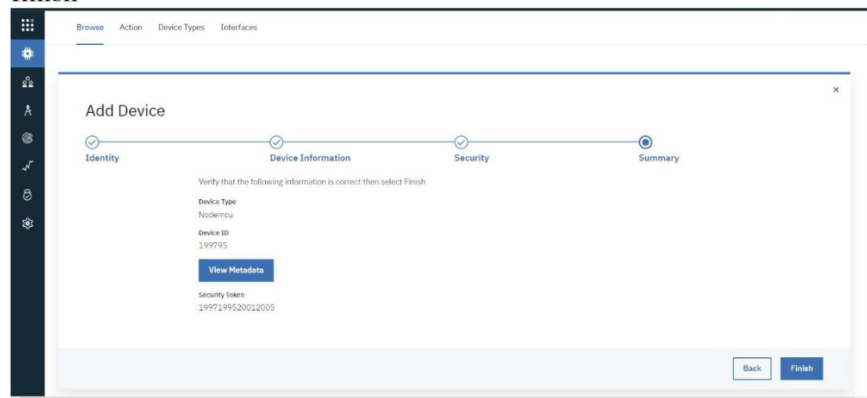 finish
Browse Action Device Types Interfaces
×
Add Device
Identity Device Information Security Summary
Verify that the following information is correct then select Finish
Device Type
Nodemcu
Device ID
199795
View Metadata
Security Token
1997199520012005
Back Finish